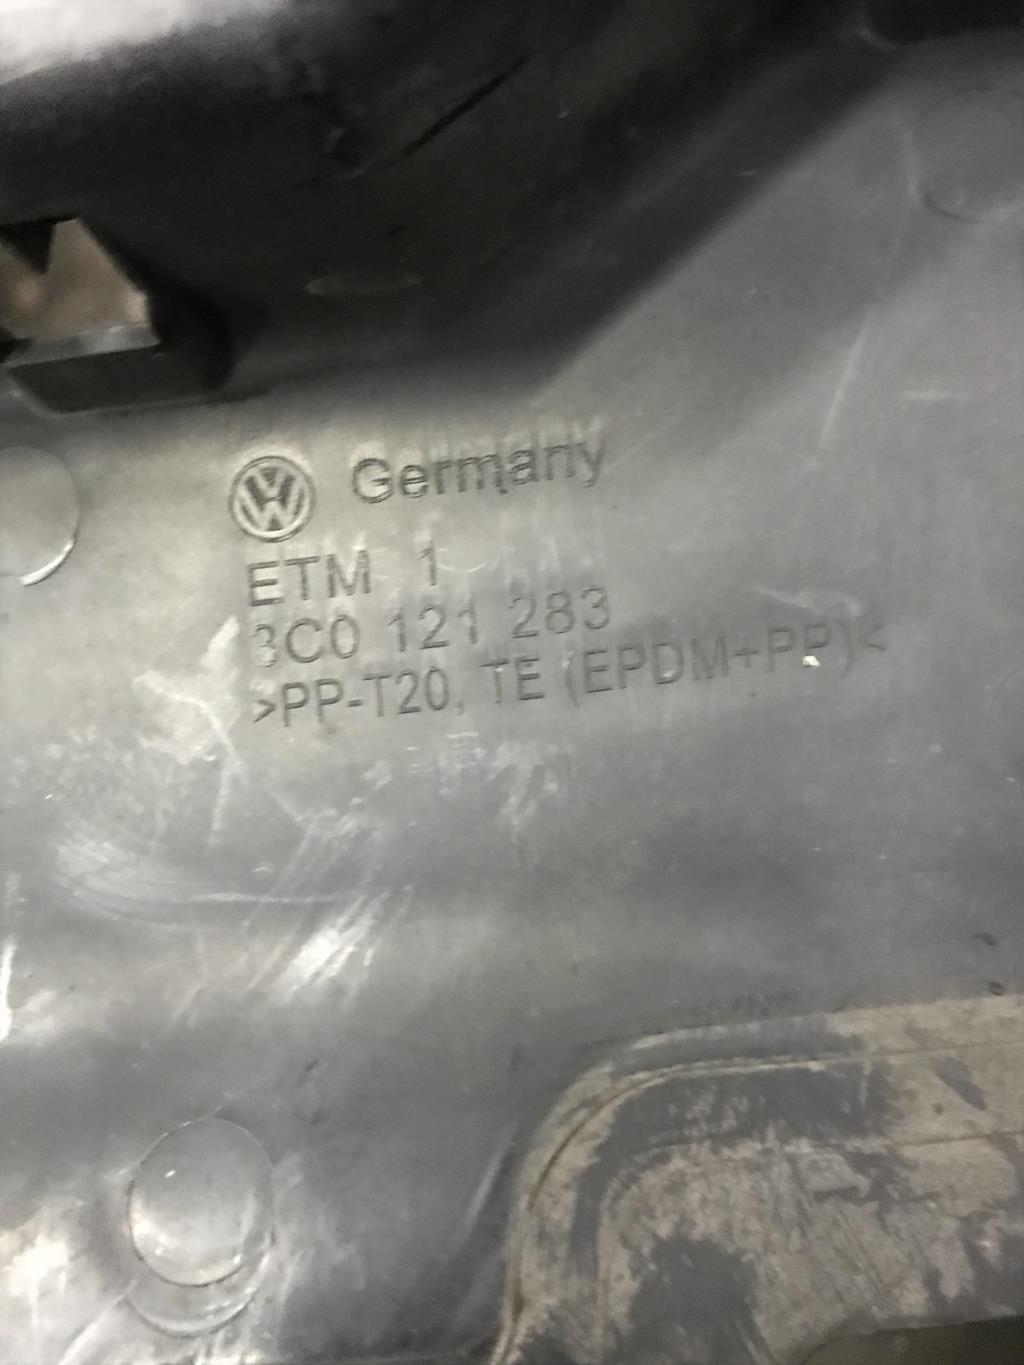 Germany
ETM 1
3C0 121 283
>PP-T20, TE (EPDM+PP)<